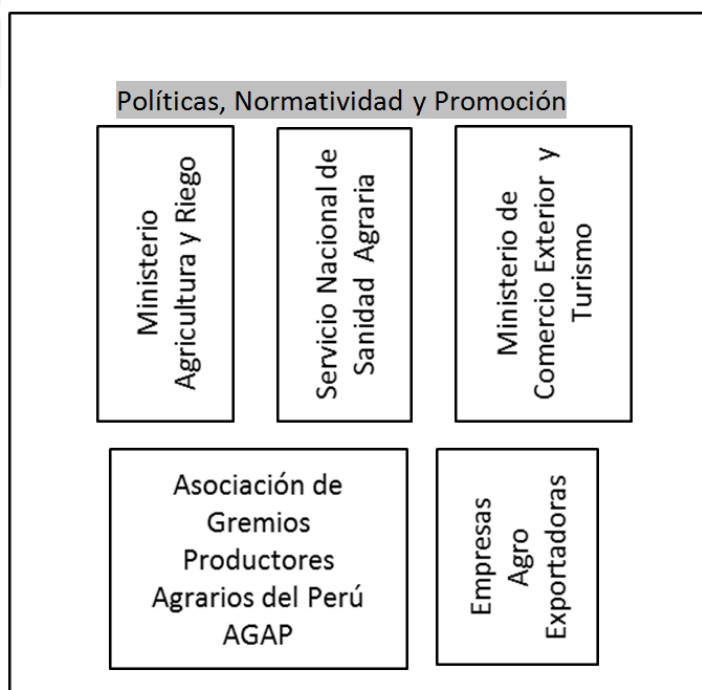 Políticas, Normatividad y Promoción
Ministerio
Agricultura y Riego
Servicio Nacional de
Sanidad Agraria
Ministerio de
Comercio Exterior y
Turismo
Asociación de
Gremios
Productores
Agrarios del Perú
AGAP
Empresas
Agro
Exportadoras